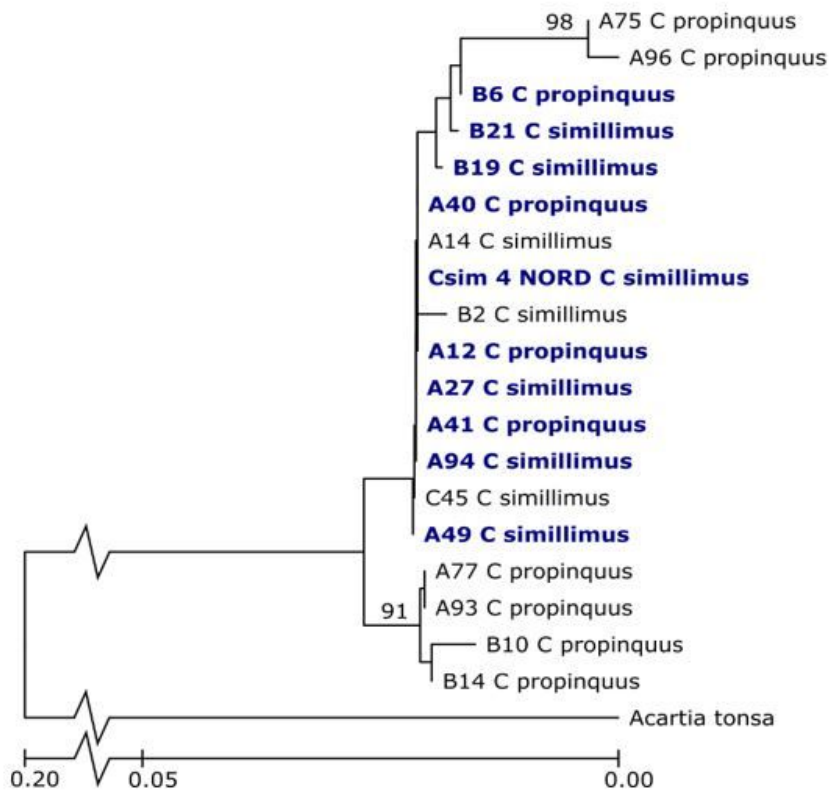 98
A75 C propinquus
A96 C propinquus
B6 C propinquus
B21 C simillimus
B19 C simillimus
A40 C propinquus
A14 C simillimus
Csim 4 NORD C simillimus
B2 C simillimus
A12 C propinquus
A27 C simillimus
A41 C propinquus
A94 C simillimus
C45 C simillimus
A49 C simillimus
A77 C propinquus
91
A93 C propinquus
B10 C propinquus
B14 C propinquus
Acartia tonsa
0.20 0.05 0.00